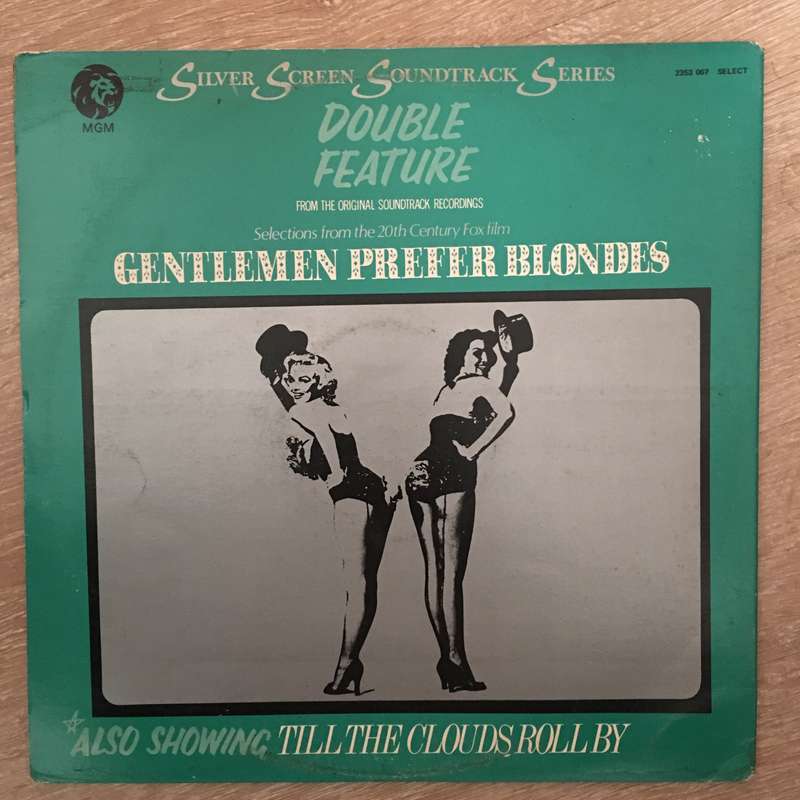 MGM
SILVER SCREEN SOUNDTRACK SERIES
2353 007 SELECT
DOUBLE
FEATURE
FROM THE ORIGINAL SOUNDTRACK RECORDINGS
Selections from the 20th Century Fox film
GENTLEMEN PREFER BLONDES
ALSO SHOWING TILL THE CLOUDS ROLL BY